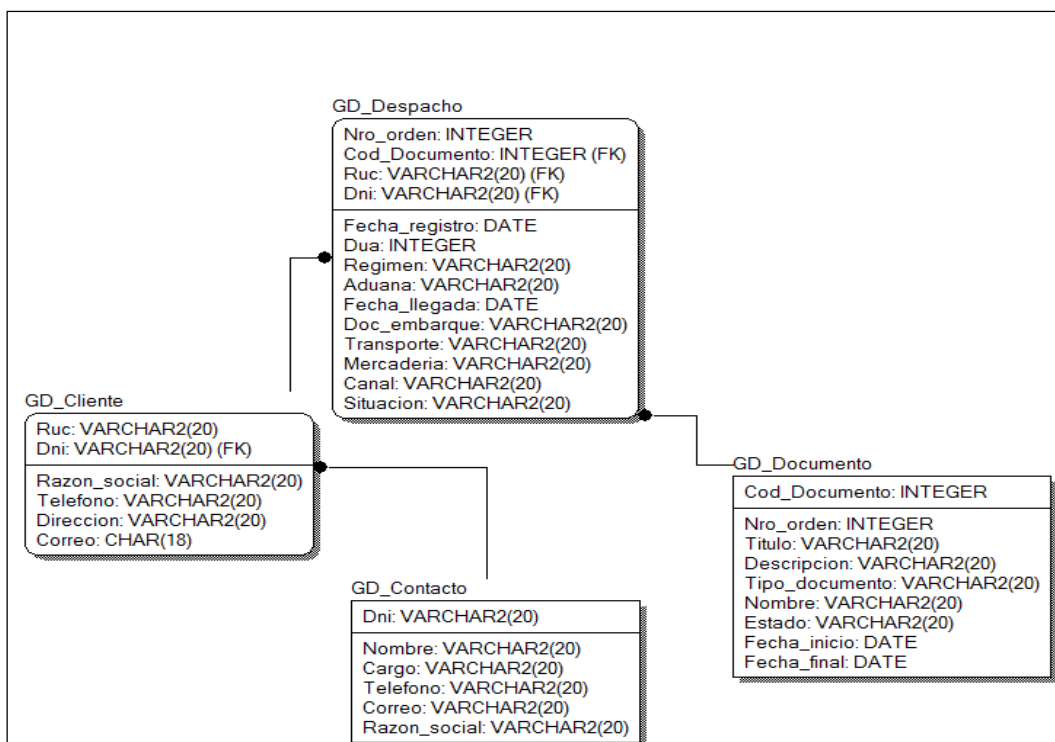 GD_Despacho
Nro_orden: INTEGER
Cod_Documento: INTEGER (FK)
Ruc: VARCHAR2(20) (FK)
Dni: VARCHAR2(20) (FK)
Fecha_registro: DATE
Dua: INTEGER
Regimen: VARCHAR2(20)
Aduana: VARCHAR2(20)
Fecha_llegada: DATE
Doc_embarque: VARCHAR2(20)
Transporte: VARCHAR2(20)
Mercaderia: VARCHAR2(20)
Canal: VARCHAR2(20)
Situacion: VARCHAR2(20)
GD_Cliente
Ruc: VARCHAR2(20)
Dni: VARCHAR2(20) (FK)
Razon_social: VARCHAR2(20)
Telefono: VARCHAR2(20)
Direccion: VARCHAR2(20)
Correo: CHAR(18)
GD_Documento
Cod_Documento: INTEGER
Nro_orden: INTEGER
Titulo: VARCHAR2(20)
Descripcion: VARCHAR2(20)
Tipo_documento: VARCHAR2(20)
Nombre: VARCHAR2(20)
Estado: VARCHAR2(20)
Fecha_inicio: DATE
Fecha_final: DATE
GD_Contacto
Dni: VARCHAR2(20)
Nombre: VARCHAR2(20)
Cargo: VARCHAR2(20)
Telefono: VARCHAR2(20)
Correo: VARCHAR2(20)
Razon_social: VARCHAR2(20)